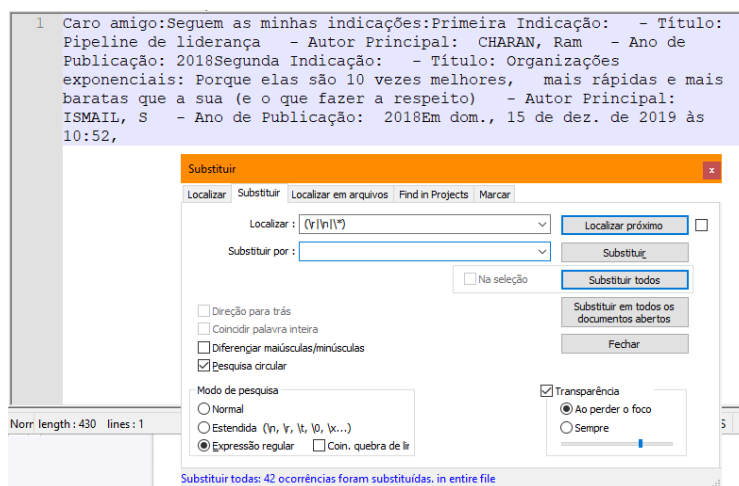 1 Caro amigo:Seguem as minhas indicações:Primeira Indicação:   - Título:
Pipeline de liderança   - Autor Principal:  CHARAN, Ram   - Ano de
Publicação: 2018Segunda Indicação:   - Título: Organizações
exponenciais: Porque elas são 10 vezes melhores,   mais rápidas e mais
baratas que a sua (e o que fazer a respeito)   - Autor Principal:
ISMAIL, S   - Ano de Publicação:  2018Em dom., 15 de dez. de 2019 às
10:52,
Substituir x
Localizar Substituir Localizar em arquivos Find in Projects Marcar
Localizar : (\r|\n|\*) Localizar próximo
Substituir por : Substituir
Na seleção Substituir todos
Direção para trás
Substituir em todos os
documentos abertos
Coincidir palavra inteira
Diferençiar maiúsculas/minúsculas Fechar
Pesquisa circular
Modo de pesquisa Transparência
Normal Ao perder o foco
Estendida (\n, \r, \t, \0, \x...) Sempre
Expressão regular Coin. quebra de lir
Norr length : 430 lines : 1 S
Substituir todas: 42 ocorrências foram substituídas. in entire file